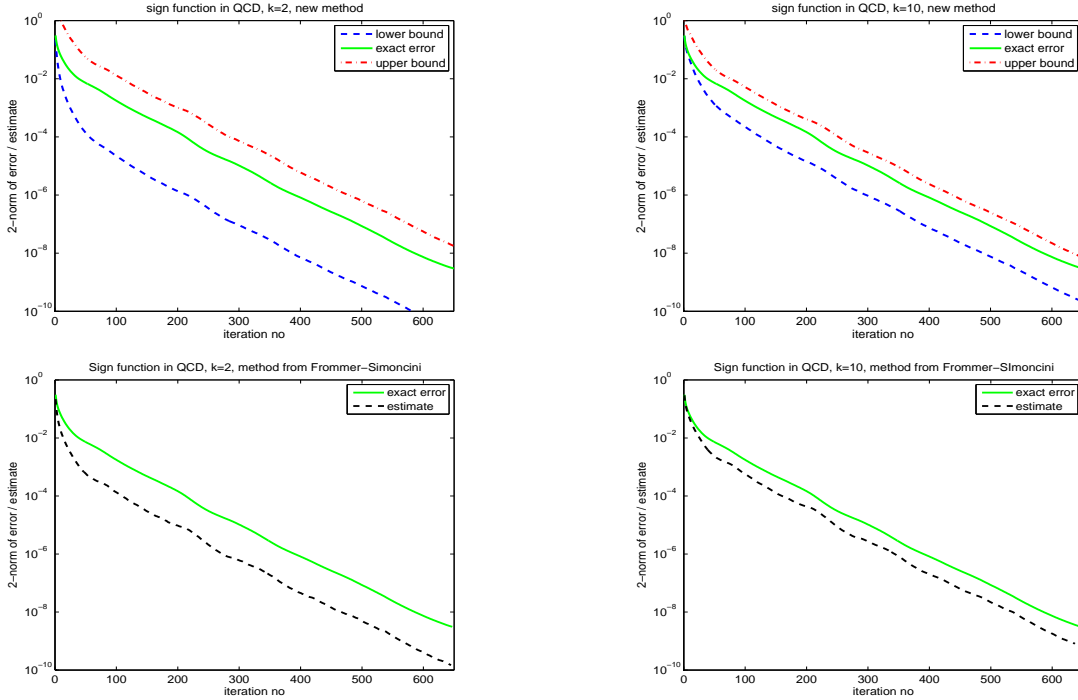 sign function in QCD, k=2, new method
10^0
10^−2
10^−4
10^−6
10^−8
10^−10
2−norm of error / estimate
0 100 200 300 400 500 600
iteration no
lower bound
exact error
upper bound
sign function in QCD, k=10, new method
10^0
10^−2
10^−4
10^−6
10^−8
10^−10
2−norm of error / estimate
0 100 200 300 400 500 600
iteration no
lower bound
exact error
upper bound
Sign function in QCD, k=2, method from Frommer−Simoncini
10^0
10^−2
10^−4
10^−6
10^−8
10^−10
2−norm of error / estimate
0 100 200 300 400 500 600
iteration no
exact error
estimate
Sign function in QCD, k=10, method from Frommer−SImoncini
10^0
10^−2
10^−4
10^−6
10^−8
10^−10
2−norm of error / estimate
0 100 200 300 400 500 600
iteration no
exact error
estimate